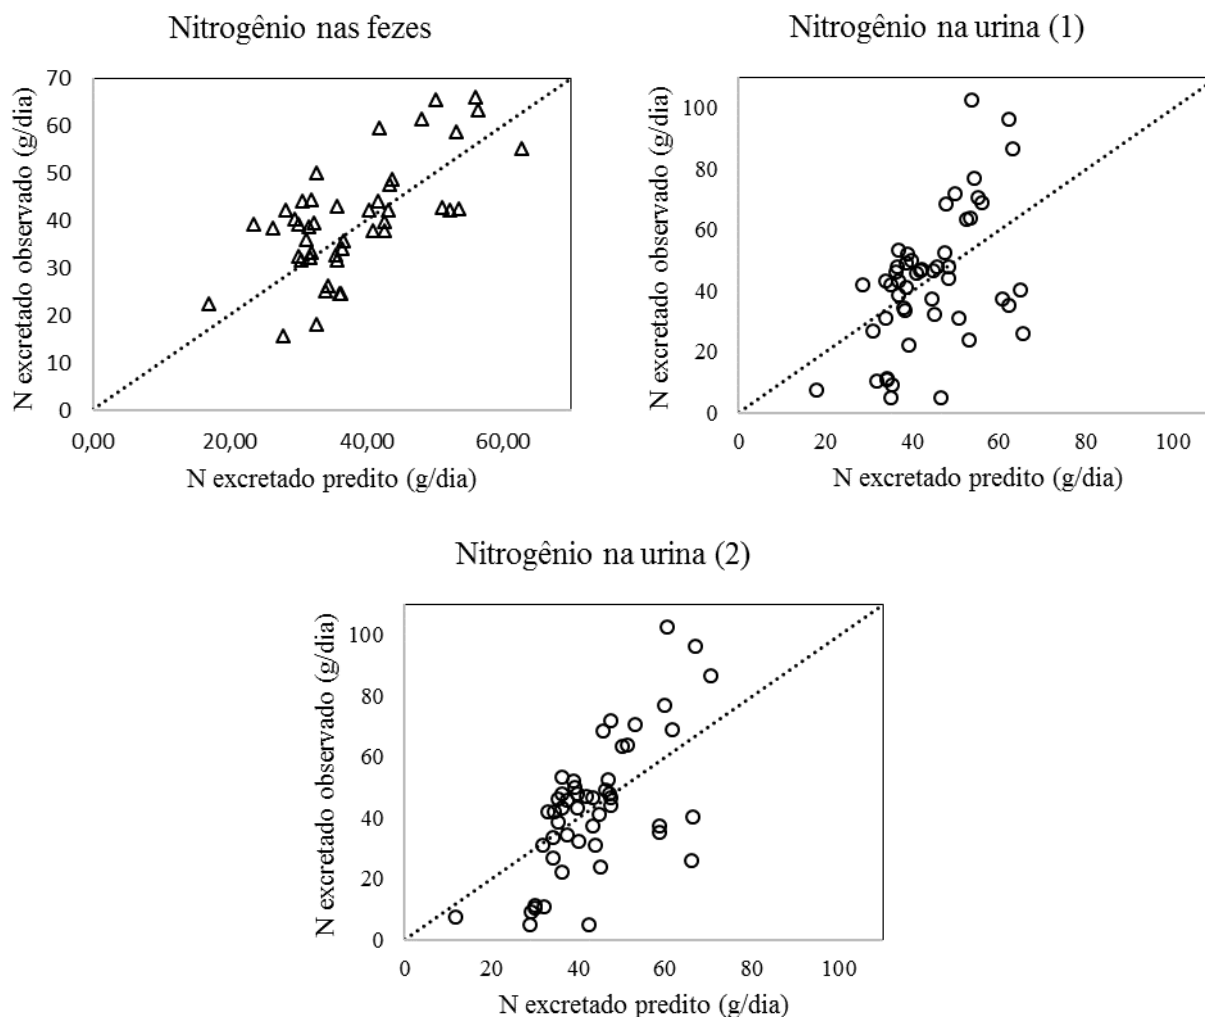 Nitrogênio nas fezes
N excretado observado (g/dia)
70
60
50
40
30
20
10
0
0,00 20,00 40,00 60,00
N excretado predito (g/dia)
Nitrogênio na urina (1)
N excretado observado (g/dia)
100
80
60
40
20
0
0 20 40 60 80 100
N excretado predito (g/dia)
Nitrogênio na urina (2)
N excretado observado (g/dia)
100
80
60
40
20
0
0 20 40 60 80 100
N excretado predito (g/dia)